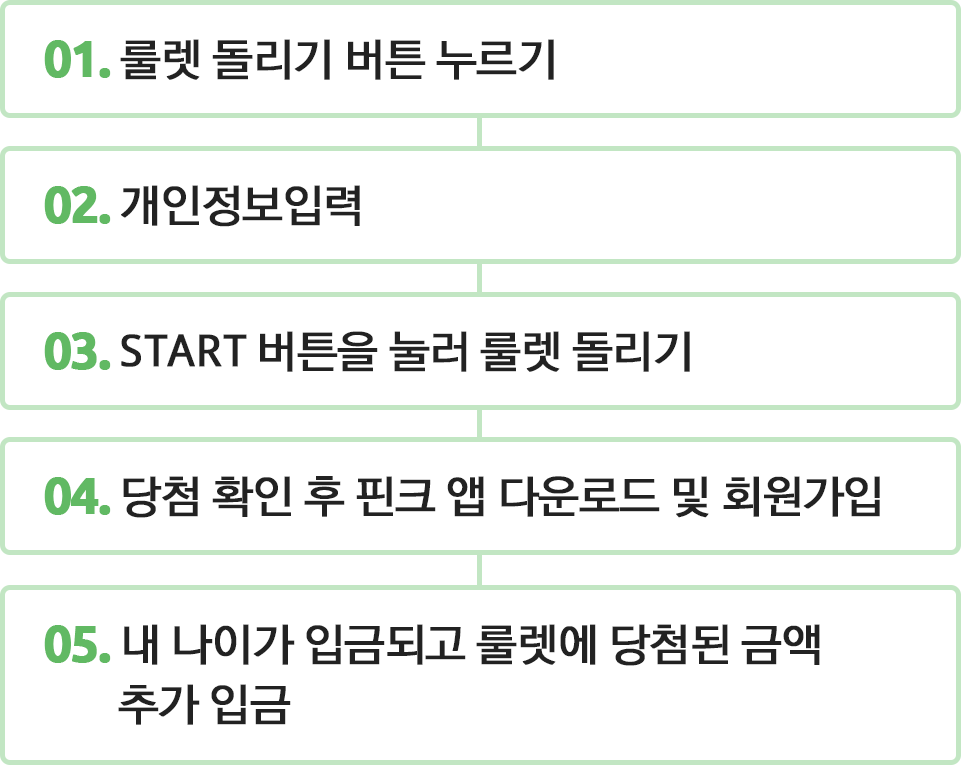 01. 룰렛 돌리기 버튼 누르기
02. 개인정보입력
03. START 버튼을 눌러 룰렛 돌리기
04. 당첨 확인 후 핀크 앱 다운로드 및 회원가입
05. 내 나이가 입금되고 룰렛에 당첨된 금액
추가 입금